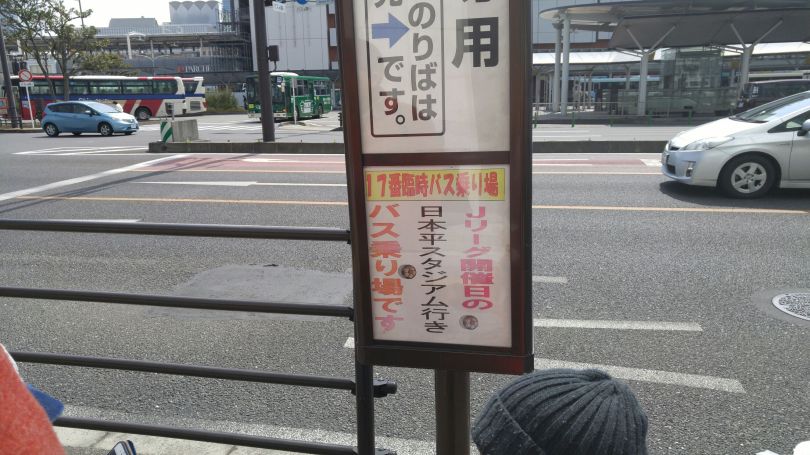 用
のりばは
→です。
17番臨時バス乗り場
Jリーグ開催日の
日本平スタジアム行き
バス乗り場です
PARCHE